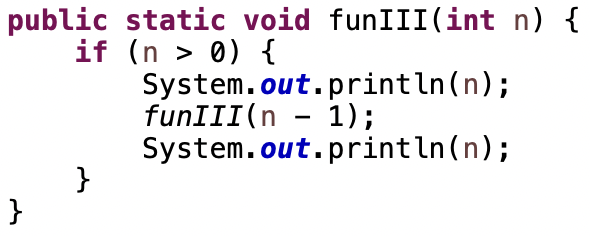 public static void funIII(int n) {
    if (n > 0) {
        System.out.println(n);
        funIII(n - 1);
        System.out.println(n);
    }
}